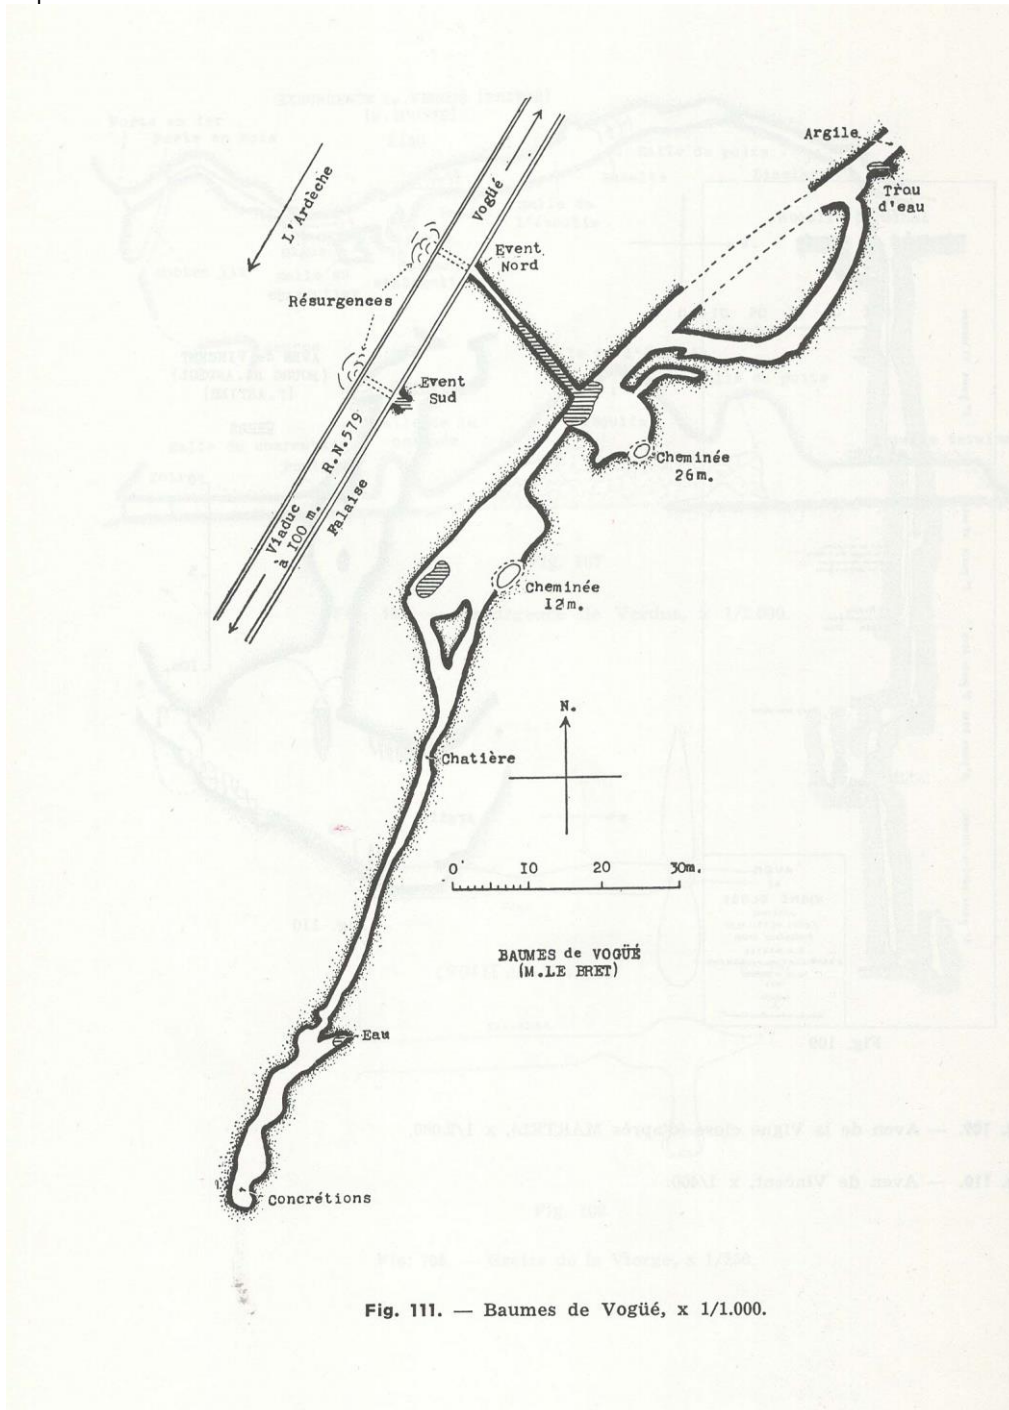 Argile
Trou
d'eau
L'Ardèche
Vogüé
Event
Nord
Résurgences
Event
Sud
R.N.579
Viaduc
à 100 m.
Falaise
Cheminée
26m.
Cheminée
12m.
N.
Chatière
0 10 20 30m.
BAUMES de VOGÜÉ
(M.LE BRET)
Eau
Concrétions
Fig. 111. — Baumes de Vogüé, x 1/1.000.